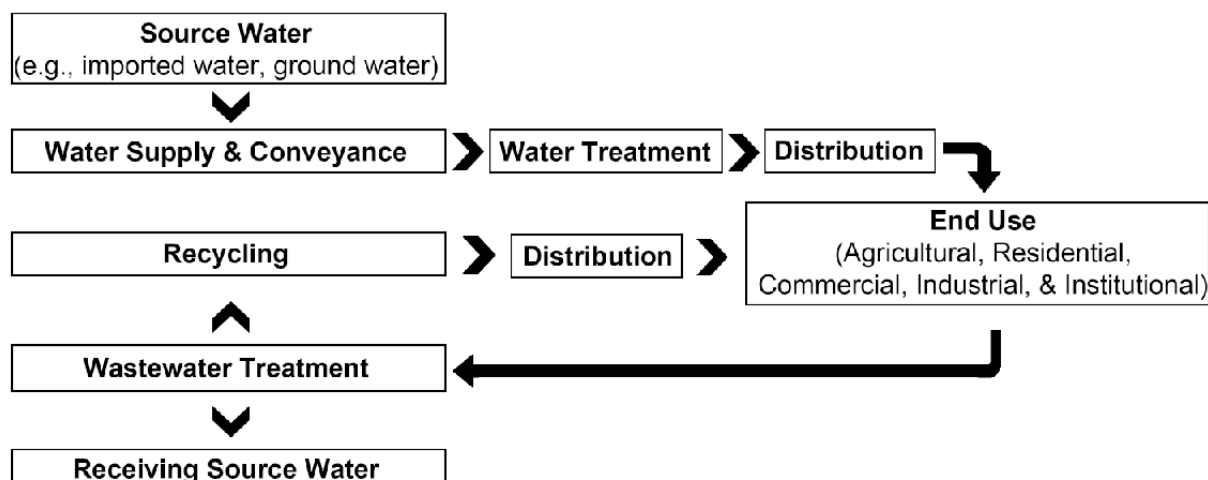 Source Water
(e.g., imported water, ground water)
Water Supply & Conveyance
Water Treatment
Distribution
End Use
(Agricultural, Residential,
Commercial, Industrial, & Institutional)
Recycling
Distribution
Wastewater Treatment
Receiving Source Water